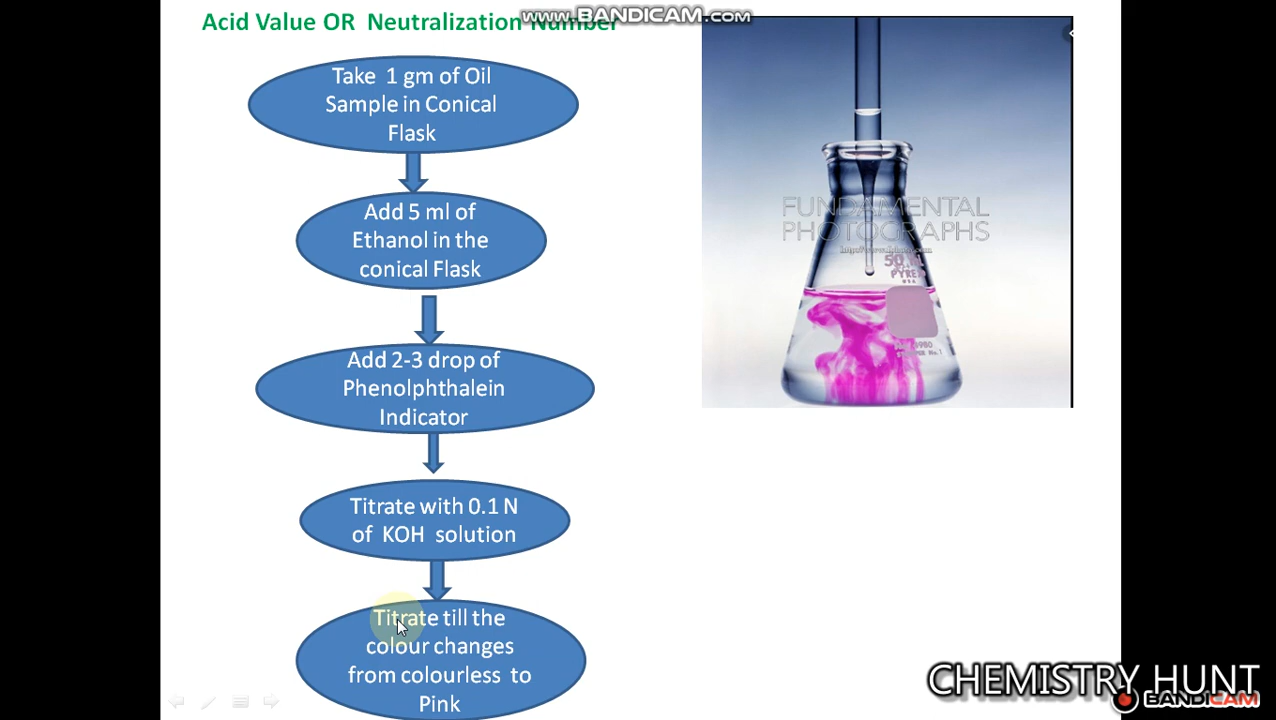 www.BANDICAM.com
Acid Value OR Neutralization Number
Take 1 gm of Oil
Sample in Conical
Flask
Add 5 ml of
Ethanol in the
conical Flask
Add 2-3 drop of
Phenolphthalein
Indicator
Titrate with 0.1 N
of KOH solution
Titrate till the
colour changes
from colourless to
Pink
FUNDAMENTAL
PHOTOGRAPHS
PYREX
CHEMISTRY HUNT
BANDICAM